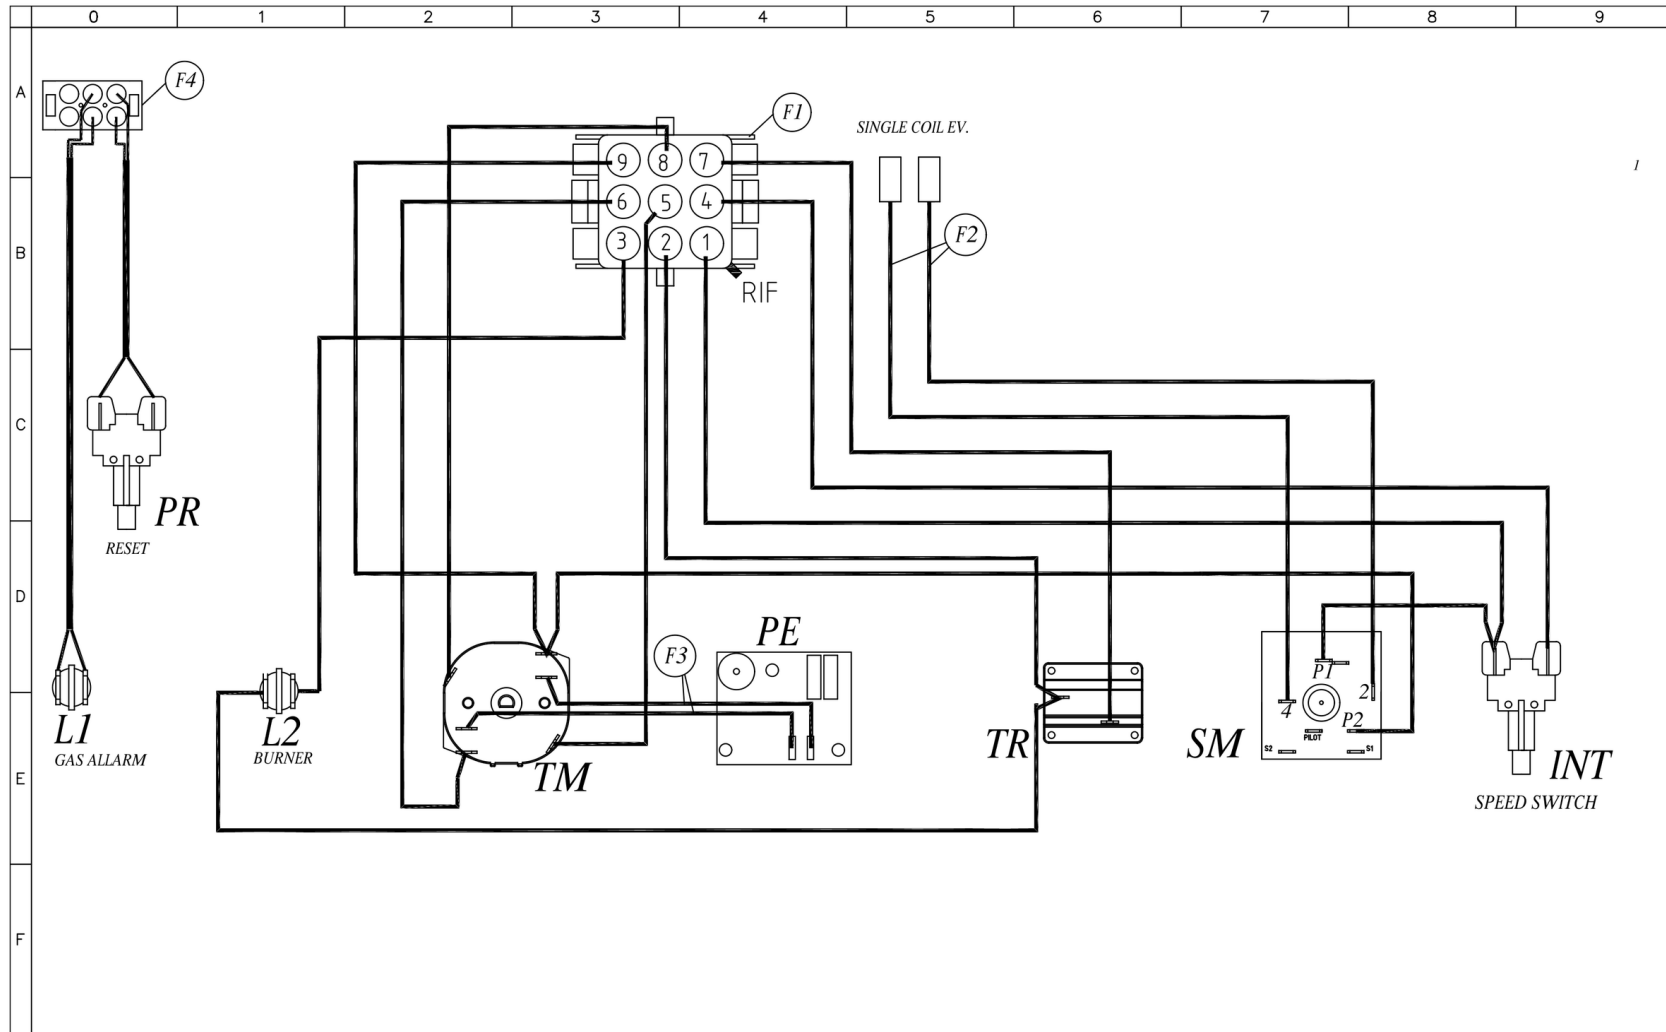 0 1 2 3 4 5 6 7 8 9
A
F4
F1
SINGLE COIL EV.
9 8 7
1
6 5 4
B
3 2 1
F2
RIF
C
PR
RESET
D
PE
F3
P1
2
4
P2
L1
L2
TR
SM
PILOT
S2
S1
INT
GAS ALLARM
BURNER
TM
E
SPEED SWITCH
F